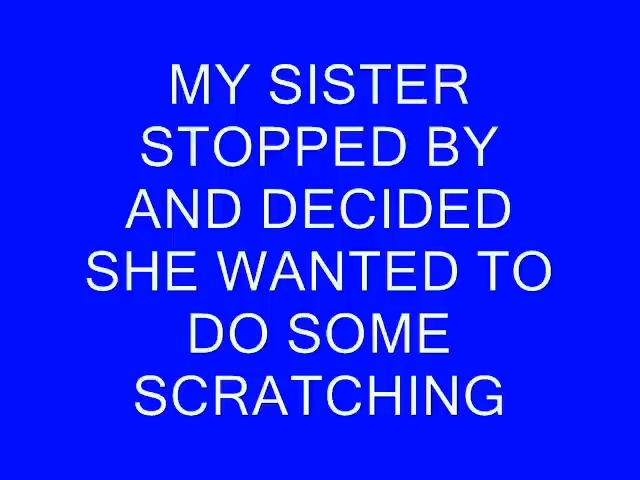 MY SISTER
STOPPED BY
AND DECIDED
SHE WANTED TO
DO SOME
SCRATCHING